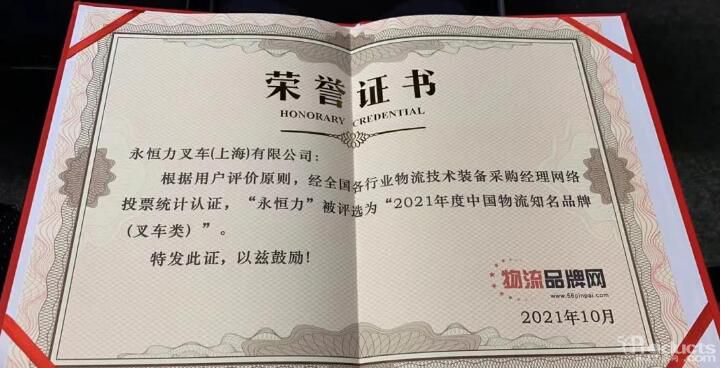 荣誉证书
HONORARY CREDENTIAL
永恒力叉车(上海)有限公司：
根据用户评价原则，经全国各行业物流技术装备采购经理网络
投票统计认证，“永恒力”被评选为“2021年度中国物流知名品牌
(叉车类)”。
特发此证，以兹鼓励！
物流品牌网
www.56pinpai.com
2021年10月